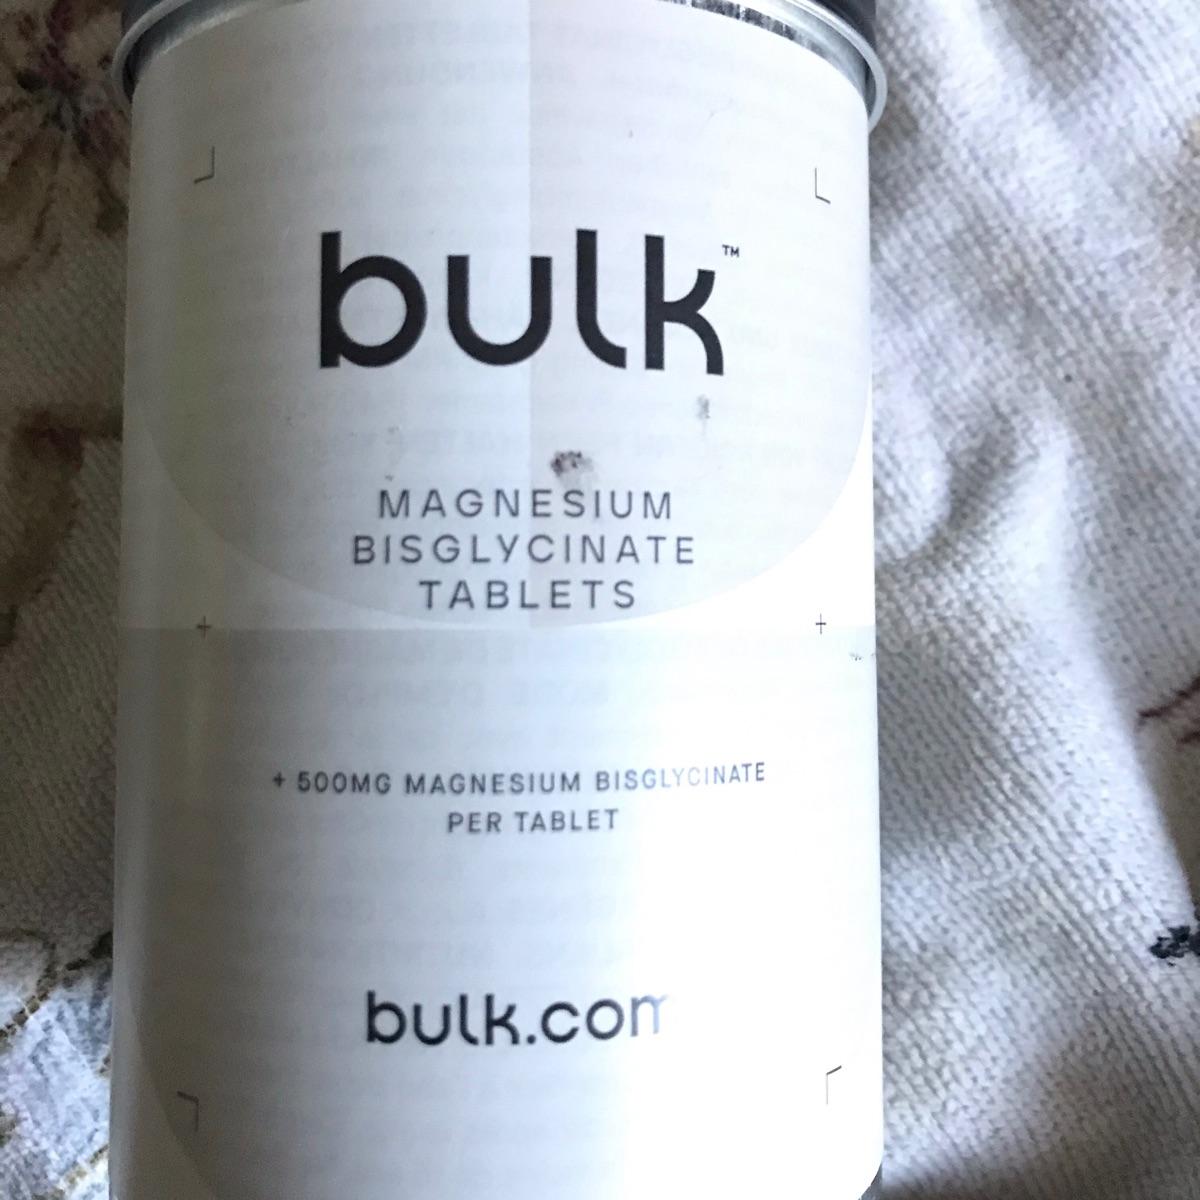 bulk™
MAGNESIUM
BISGLYCINATE
TABLETS
+ 500MG MAGNESIUM BISGLYCINATE
PER TABLET
bulk.com